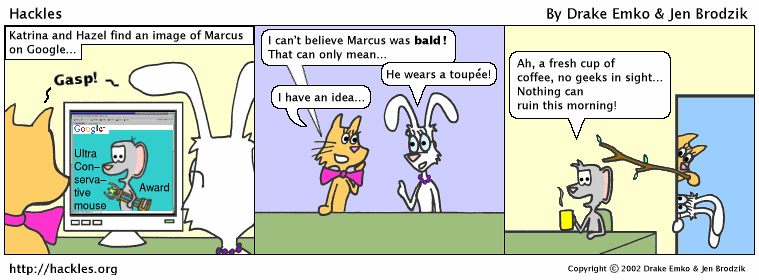 Hackles
By Drake Emko & Jen Brodzik
Katrina and Hazel find an image of Marcus
on Google...
Gasp!
Google
Ultra
Con-
serva-
tive
mouse
Award
I can't believe Marcus was bald!
That can only mean...
He wears a toupée!
I have an idea...
Ah, a fresh cup of
coffee, no geeks in sight...
Nothing can
ruin this morning!
http://hackles.org
Copyright © 2002 Drake Emko & Jen Brodzik